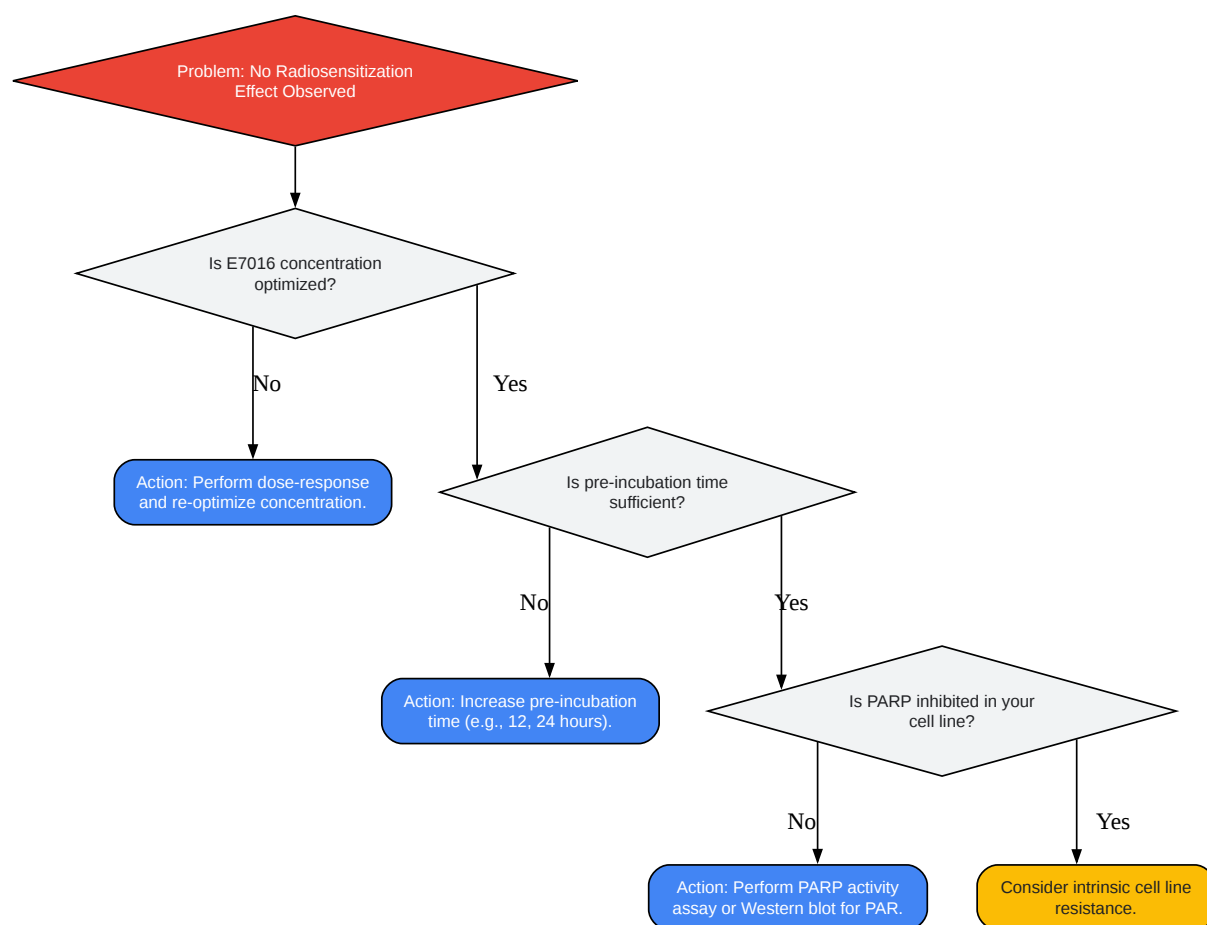 Problem: No Radiosensitization
Effect Observed
Is E7016 concentration
optimized?
No
Yes
Action: Perform dose-response
and re-optimize concentration.
Is pre-incubation time
sufficient?
No
Yes
Action: Increase pre-incubation
time (e.g., 12, 24 hours).
Is PARP inhibited in your
cell line?
No
Yes
Action: Perform PARP activity
assay or Western blot for PAR.
Consider intrinsic cell line
resistance.